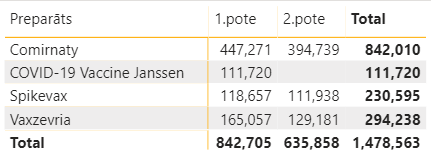 Preparāts 1.pote 2.pote Total
Comirnaty 447,271 394,739 842,010
COVID-19 Vaccine Janssen 111,720 111,720
Spikevax 118,657 111,938 230,595
Vaxzevria 165,057 129,181 294,238
Total 842,705 635,858 1,478,563